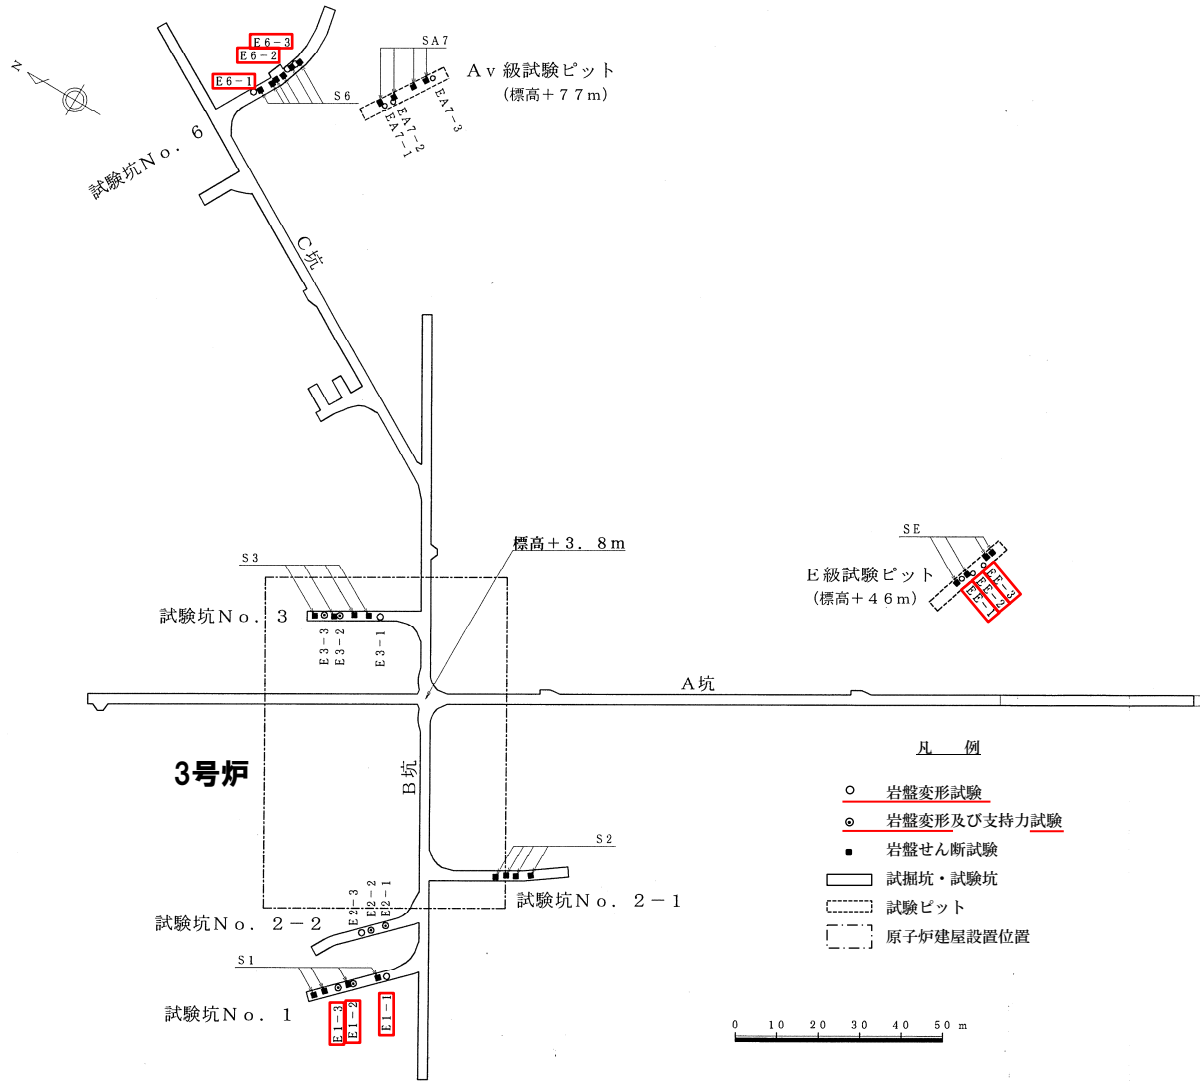 N
E6-3
E6-2
E6-1
S6
SA7
Av級試験ピット
(標高+77m)
EA7-1
EA7-2
EA7-3
試験坑No. 6
C坑
標高+3.8m
S3
試験坑No. 3
E3-3
E3-2
E3-1
SE
E級試験ピット
(標高+46m)
EE-1
EE-2
EE-3
A坑
3号炉
B坑
凡 例
岩盤変形試験
岩盤変形及び支持力試験
岩盤せん断試験
試掘坑・試験坑
試験ピット
原子炉建屋設置位置
S2
試験坑No. 2-1
E2-3
E2-2
E2-1
試験坑No. 2-2
S1
試験坑No. 1
E1-3
E1-2
E1-1
0 10 20 30 40 50 m